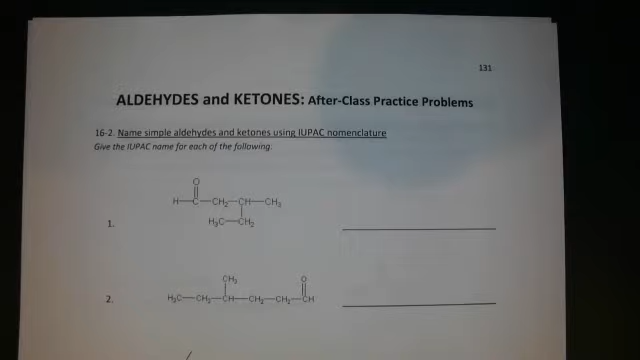 131
ALDEHYDES and KETONES: After-Class Practice Problems
16-2. Name simple aldehydes and ketones using IUPAC nomenclature
Give the IUPAC name for each of the following:
O
H—C—CH₂—CH—CH₃
1. H₃C—CH₂
CH₃ O
2. H₃C—CH₂—CH—CH₂—CH₂—CH